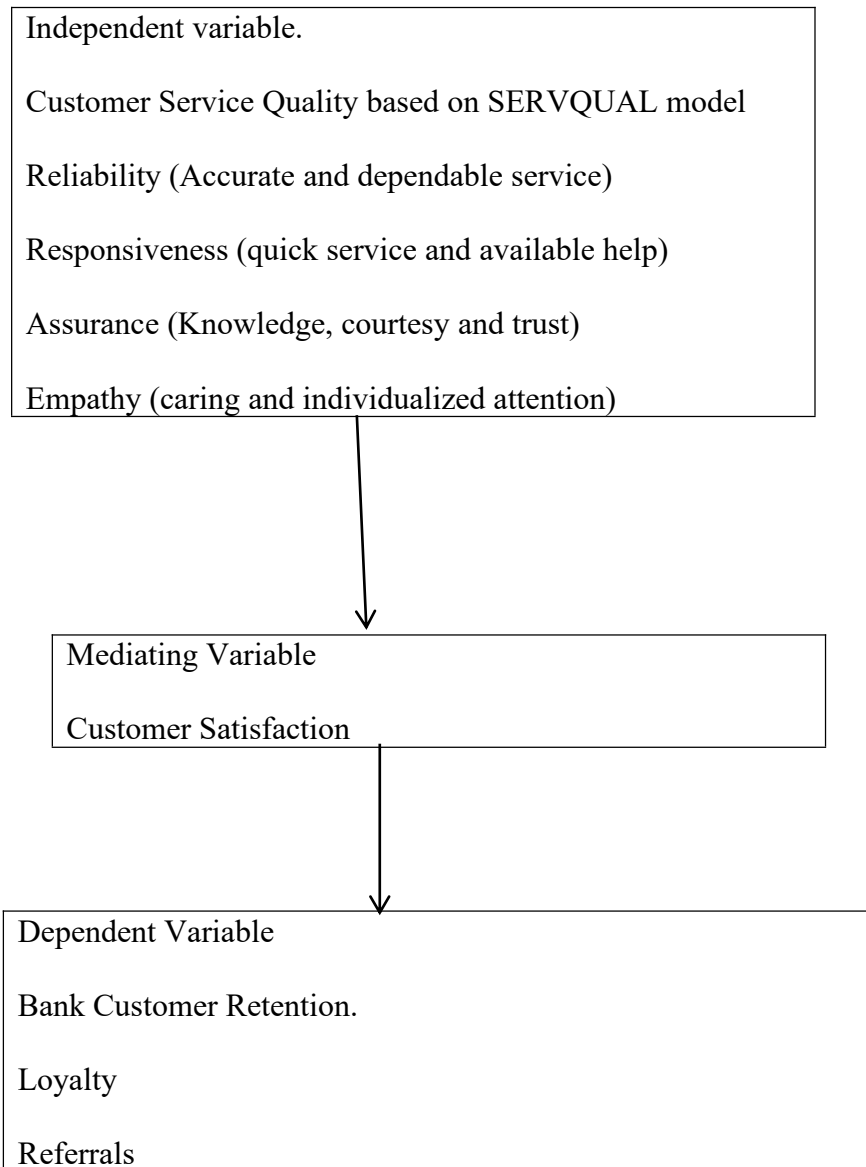 Independent variable.
Customer Service Quality based on SERVQUAL model
Reliability (Accurate and dependable service)
Responsiveness (quick service and available help)
Assurance (Knowledge, courtesy and trust)
Empathy (caring and individualized attention)
Mediating Variable
Customer Satisfaction
Dependent Variable
Bank Customer Retention.
Loyalty
Referrals